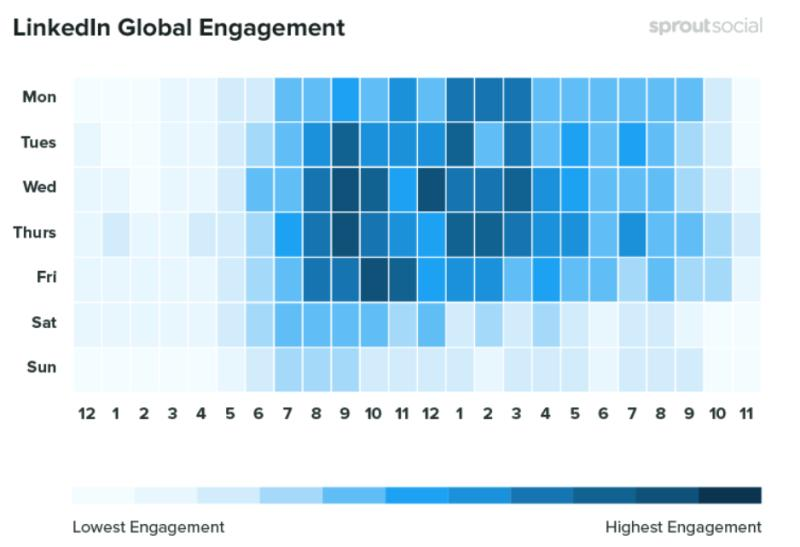 LinkedIn Global Engagement
sproutsocial
Mon
Tues
Wed
Thurs
Fri
Sat
Sun
12 1 2 3 4 5 6 7 8 9 10 11 12 1 2 3 4 5 6 7 8 9 10 11
Lowest Engagement Highest Engagement